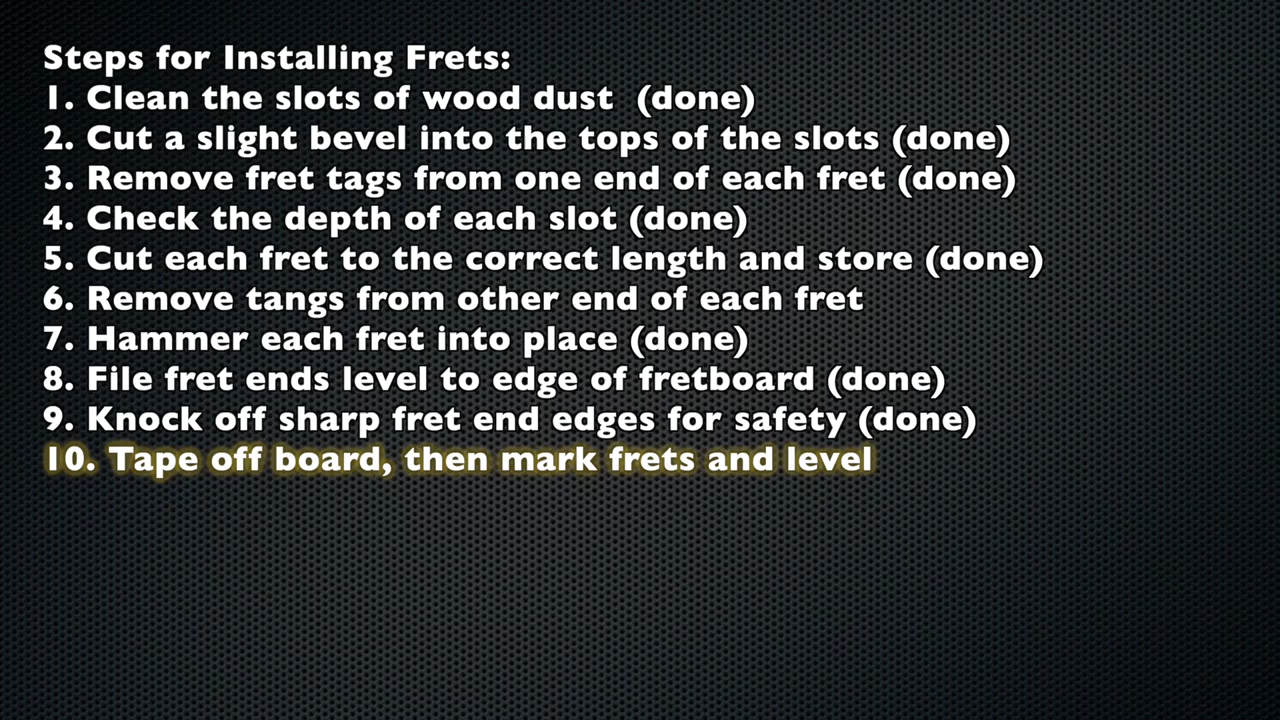 Steps for Installing Frets:
1. Clean the slots of wood dust  (done)
2. Cut a slight bevel into the tops of the slots (done)
3. Remove fret tags from one end of each fret (done)
4. Check the depth of each slot (done)
5. Cut each fret to the correct length and store (done)
6. Remove tangs from other end of each fret
7. Hammer each fret into place (done)
8. File fret ends level to edge of fretboard (done)
9. Knock off sharp fret end edges for safety (done)
10. Tape off board, then mark frets and level